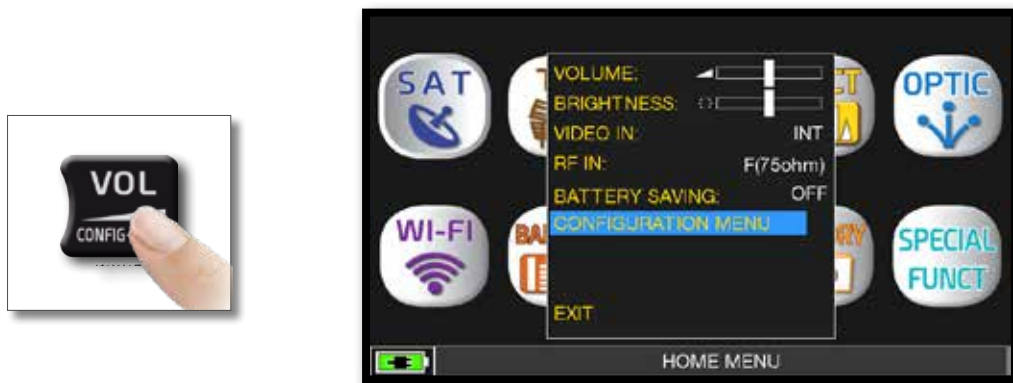 VOL
CONFIG
SAT
OPTIC
WI-FI
SPECIAL
FUNCT
VOLUME:
BRIGHTNESS:
VIDEO IN: INT
RF IN: F(75ohm)
BATTERY SAVING: OFF
CONFIGURATION MENU
EXIT
HOME MENU